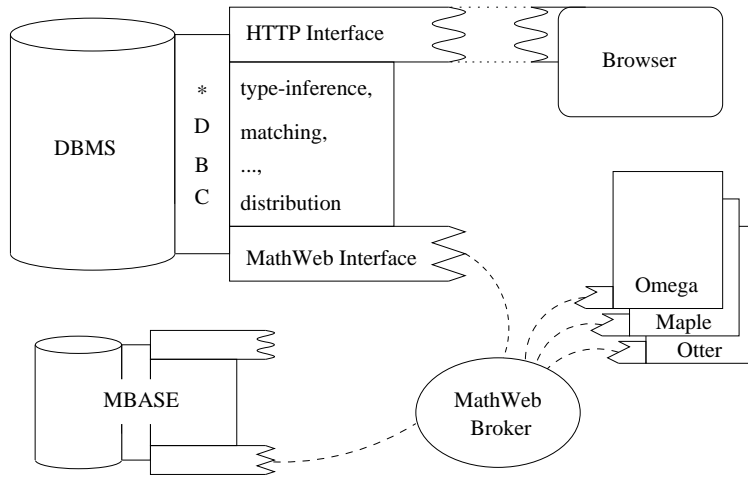 HTTP Interface
Browser
DBMS
*
D
B
C
type-inference,
matching,
...,
distribution
MathWeb Interface
Omega
Maple
Otter
MBASE
MathWeb
Broker